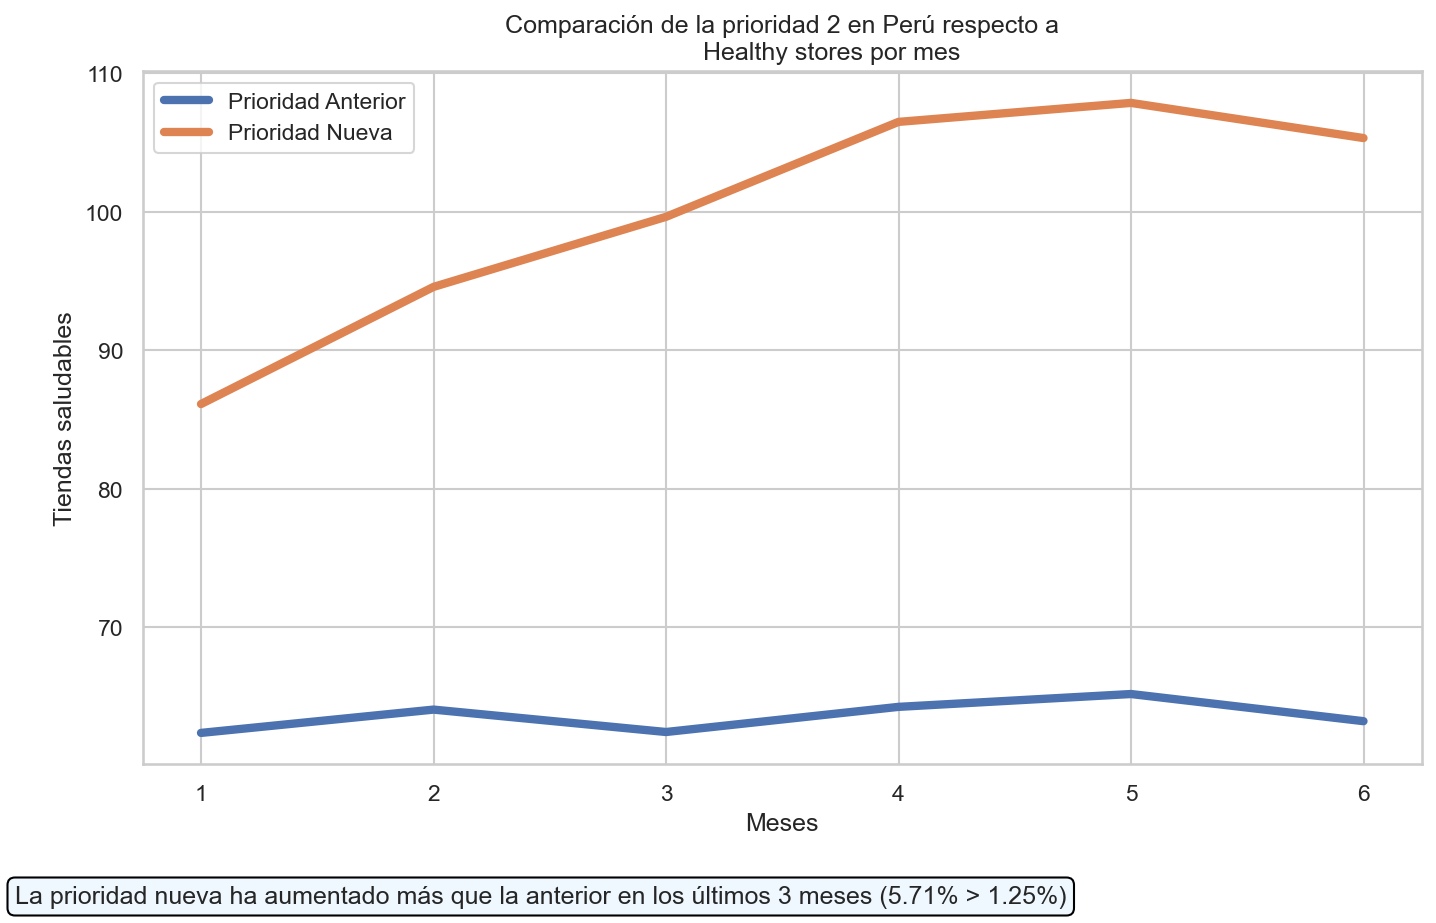 Comparación de la prioridad 2 en Perú respecto a
Healthy stores por mes
Prioridad Anterior
Prioridad Nueva
110
100
90
80
70
Tiendas saludables
1 2 3 4 5 6
Meses
La prioridad nueva ha aumentado más que la anterior en los últimos 3 meses (5.71% > 1.25%)